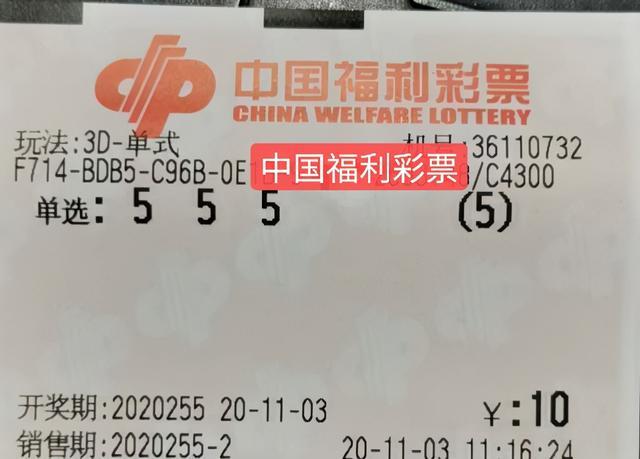 中国福利彩票
CHINA WELFARE LOTTERY
玩法:3D-单式
:36110732
F714-BDB5-C96B-0E
中国福利彩票
/C4300
单选: 5 5 5 (5)
开奖期:2020255 20-11-03 ¥:10
销售期:2020255-2 20-11-03 11:16:24